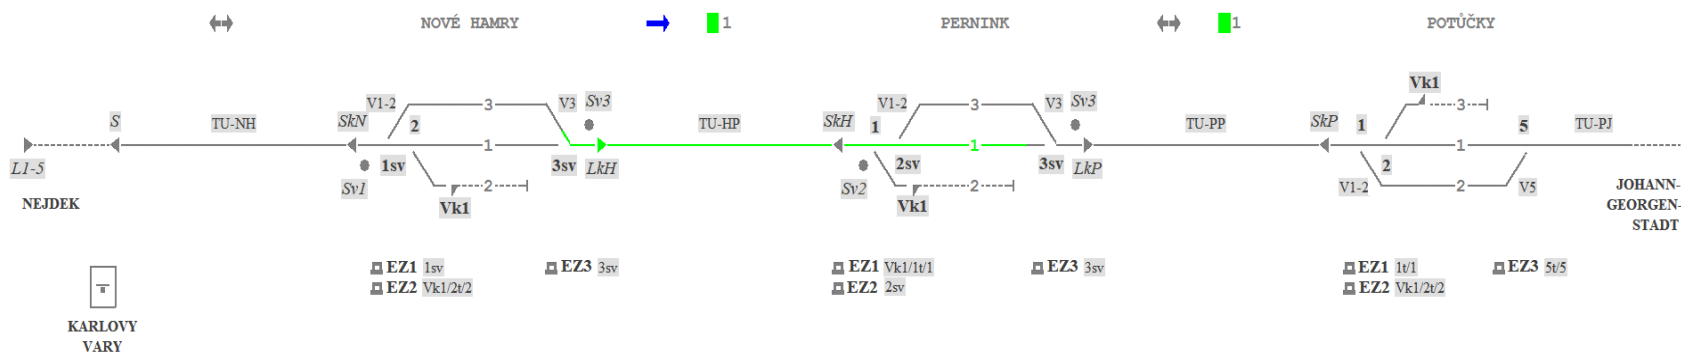 NOVÉ HAMRY 1 PERNINK 1 POTŮČKY
Vk1
V1-2 3 V3 Sv3 V1-2 3 V3 Sv3 3
S TU-NH SkN 2 TU-HP SkH 1 TU-PP SkP 1 5 TU-PJ
1 1 1
L1-5 1sv 3sv LkH 2sv 3sv LkP 2
Sv1 2 Sv2 2 V1-2 2 V5
NEJDEK Vk1 Vk1 JOHANN-
GEORGEN-
STADT
EZ1 1sv EZ3 3sv EZ1 Vk1/1t/1 EZ3 3sv EZ1 1t/1 EZ3 5t/5
EZ2 Vk1/2t/2 EZ2 2sv EZ2 Vk1/2t/2
KARLOVY
VARY